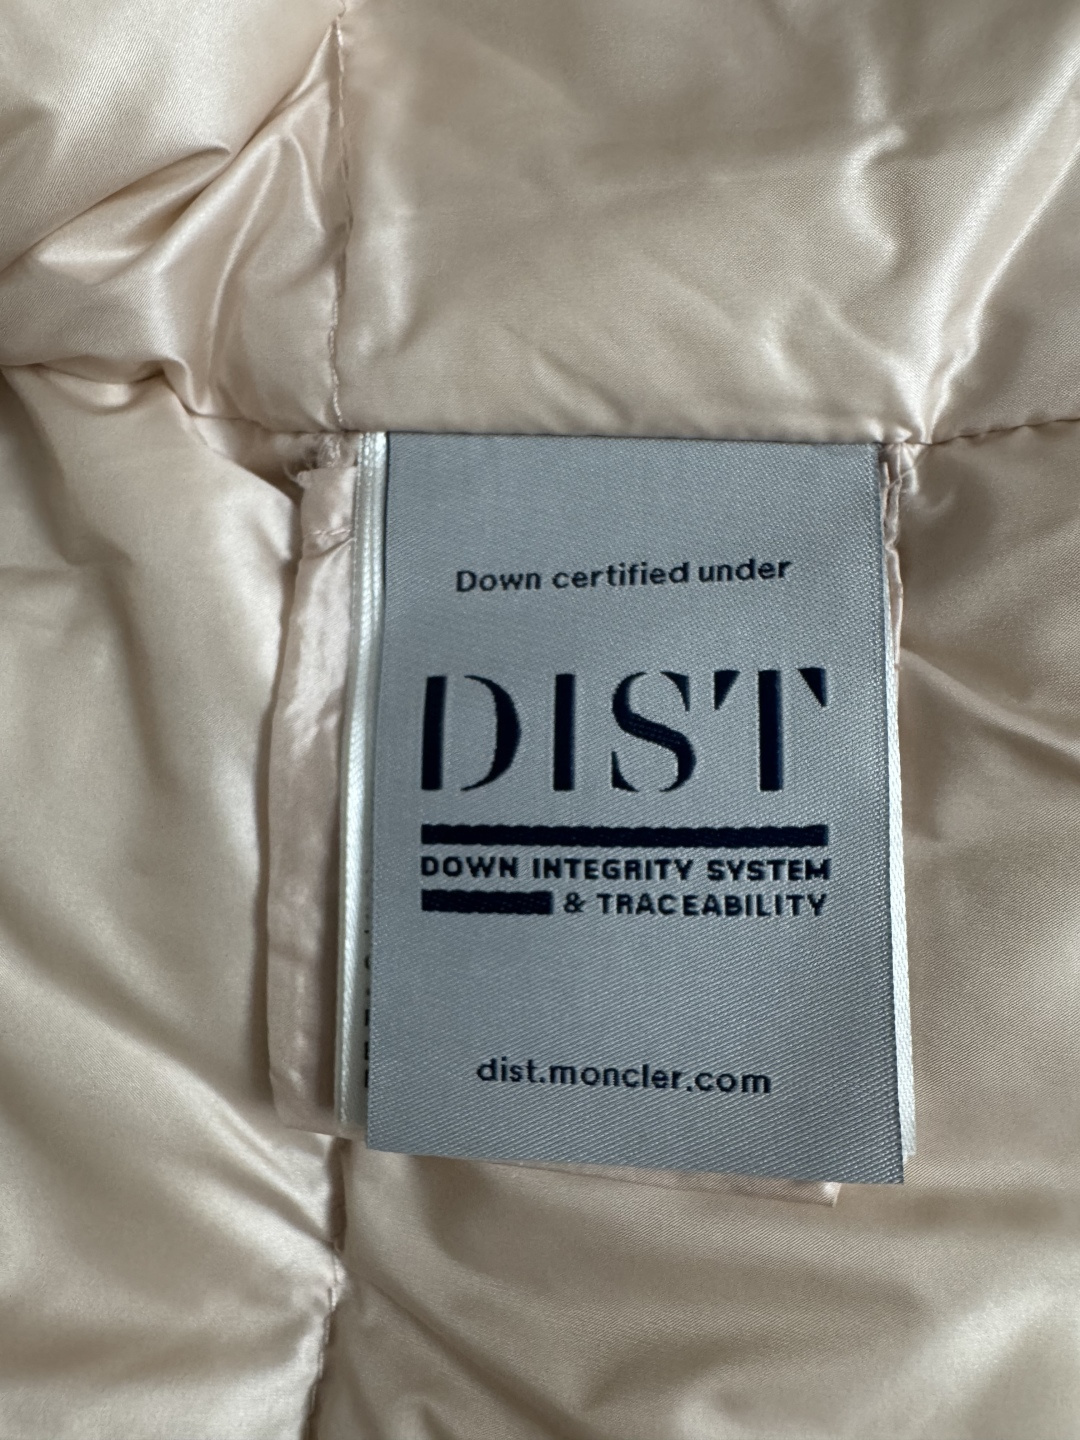 Down certified under
DIST
DOWN INTEGRITY SYSTEM
& TRACEABILITY
dist.moncler.com